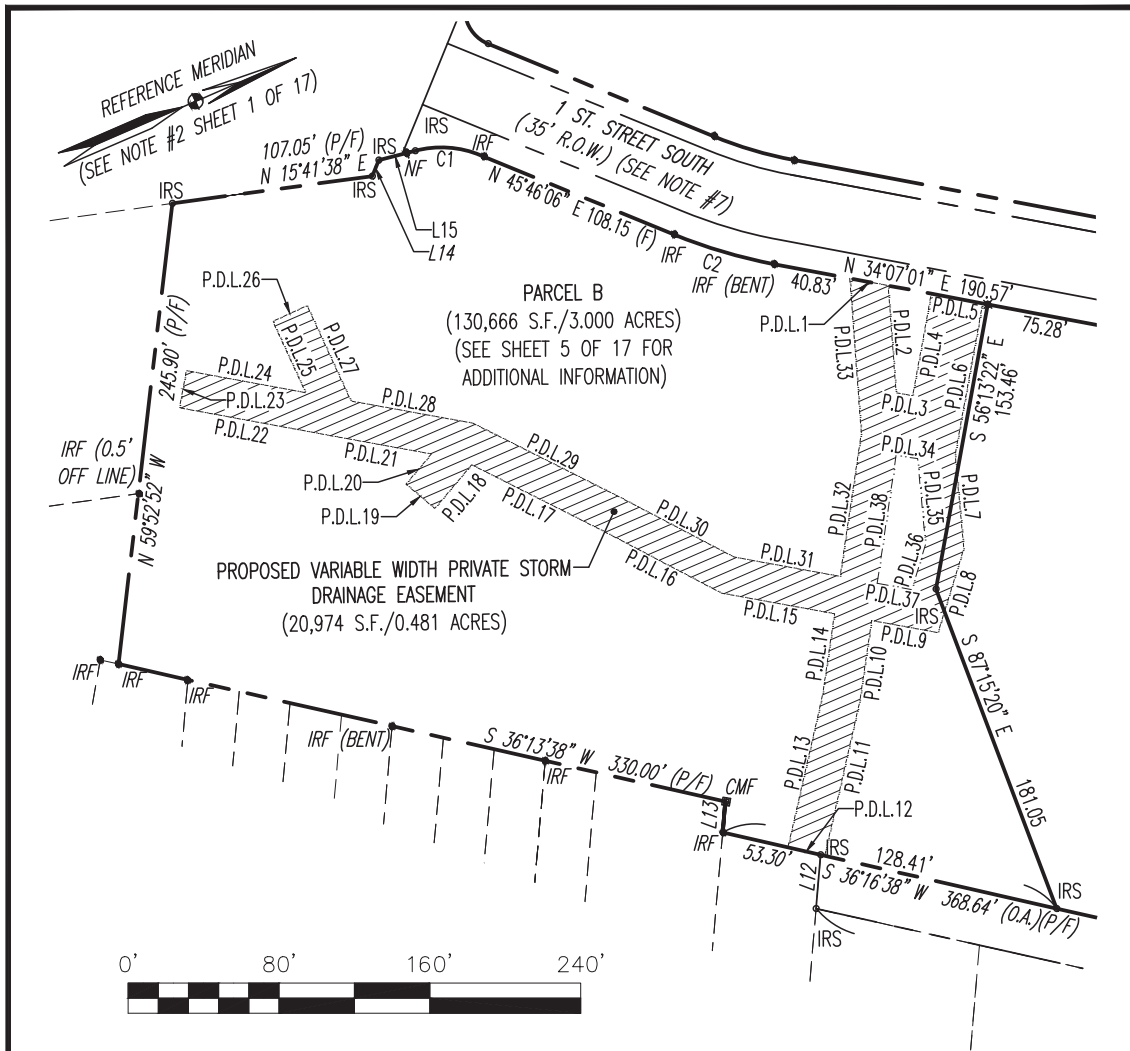 REFERENCE MERIDIAN
(SEE NOTE #2 SHEET 1 OF 17)
107.05' (P/F)
N 15°41'38" E
IRS
IRS
IRS
IRS
NF
C1
IRF
L15
L14
1 ST. STREET SOUTH
(35' R.O.W.) (SEE NOTE #7)
N 45°46'06" E 108.15 (F)
IRF
C2
IRF (BENT)
40.83'
N 34°07'01" E 190.57'
75.28'
P.D.L.26
PARCEL B
(130,666 S.F./3.000 ACRES)
(SEE SHEET 5 OF 17 FOR
ADDITIONAL INFORMATION)
P.D.L.1
P.D.L.33
P.D.L.2
P.D.L.4
P.D.L.5
P.D.L.6
S 56°13'22" E
153.46'
P.D.L.3
P.D.L.24
P.D.L.25
P.D.L.27
P.D.L.23
P.D.L.28
245.90' (P/F)
P.D.L.22
P.D.L.21
P.D.L.29
P.D.L.34
IRF (0.5'
OFF LINE)
P.D.L.20
P.D.L.18
P.D.L.17
P.D.L.19
P.D.L.30
P.D.L.32
P.D.L.38
P.D.L.35
P.D.L.7
N 59°52'52" W
P.D.L.31
P.D.L.36
P.D.L.16
P.D.L.37
P.D.L.8
PROPOSED VARIABLE WIDTH PRIVATE STORM
DRAINAGE EASEMENT
(20,974 S.F./0.481 ACRES)
P.D.L.15
IRS
P.D.L.9
P.D.L.14
P.D.L.10
S 87°15'20" E
181.05
IRF
IRF
IRF
IRF (BENT)
S 36°13'38" W
330.00' (P/F)
IRF
CMF
P.D.L.13
P.D.L.11
P.D.L.12
L13
IRF
53.30'
IRS
128.41'
L12
S 36°16'38" W
368.64' (O.A.)(P/F)
IRS
IRS
0'
80'
160'
240'